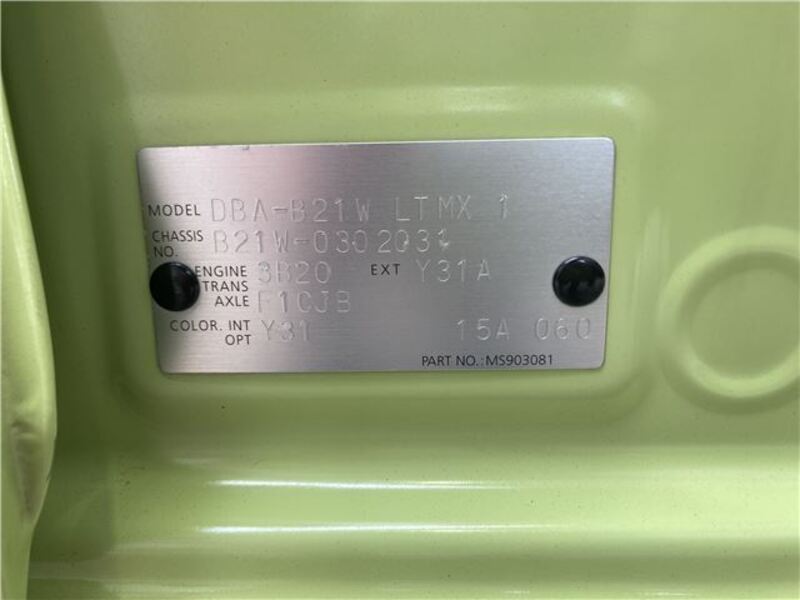 MODEL DBA-B21W LTMX 1
CHASSIS NO. B21W-0302031
ENGINE 3B20 EXT Y31A
TRANS AXLE F1CJB
COLOR. INT OPT Y31 15A 060
PART NO.:MS903081